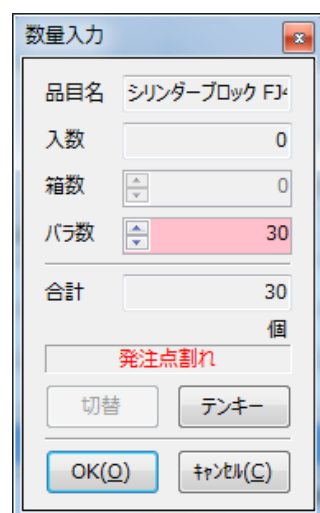 数量入力
品目名 シリンダーブロック FJ
入数 0
箱数 0
バラ数 30
合計 30
個
発注点割れ
切替 テンキー
OK(O) ｷｬﾝｾﾙ(C)